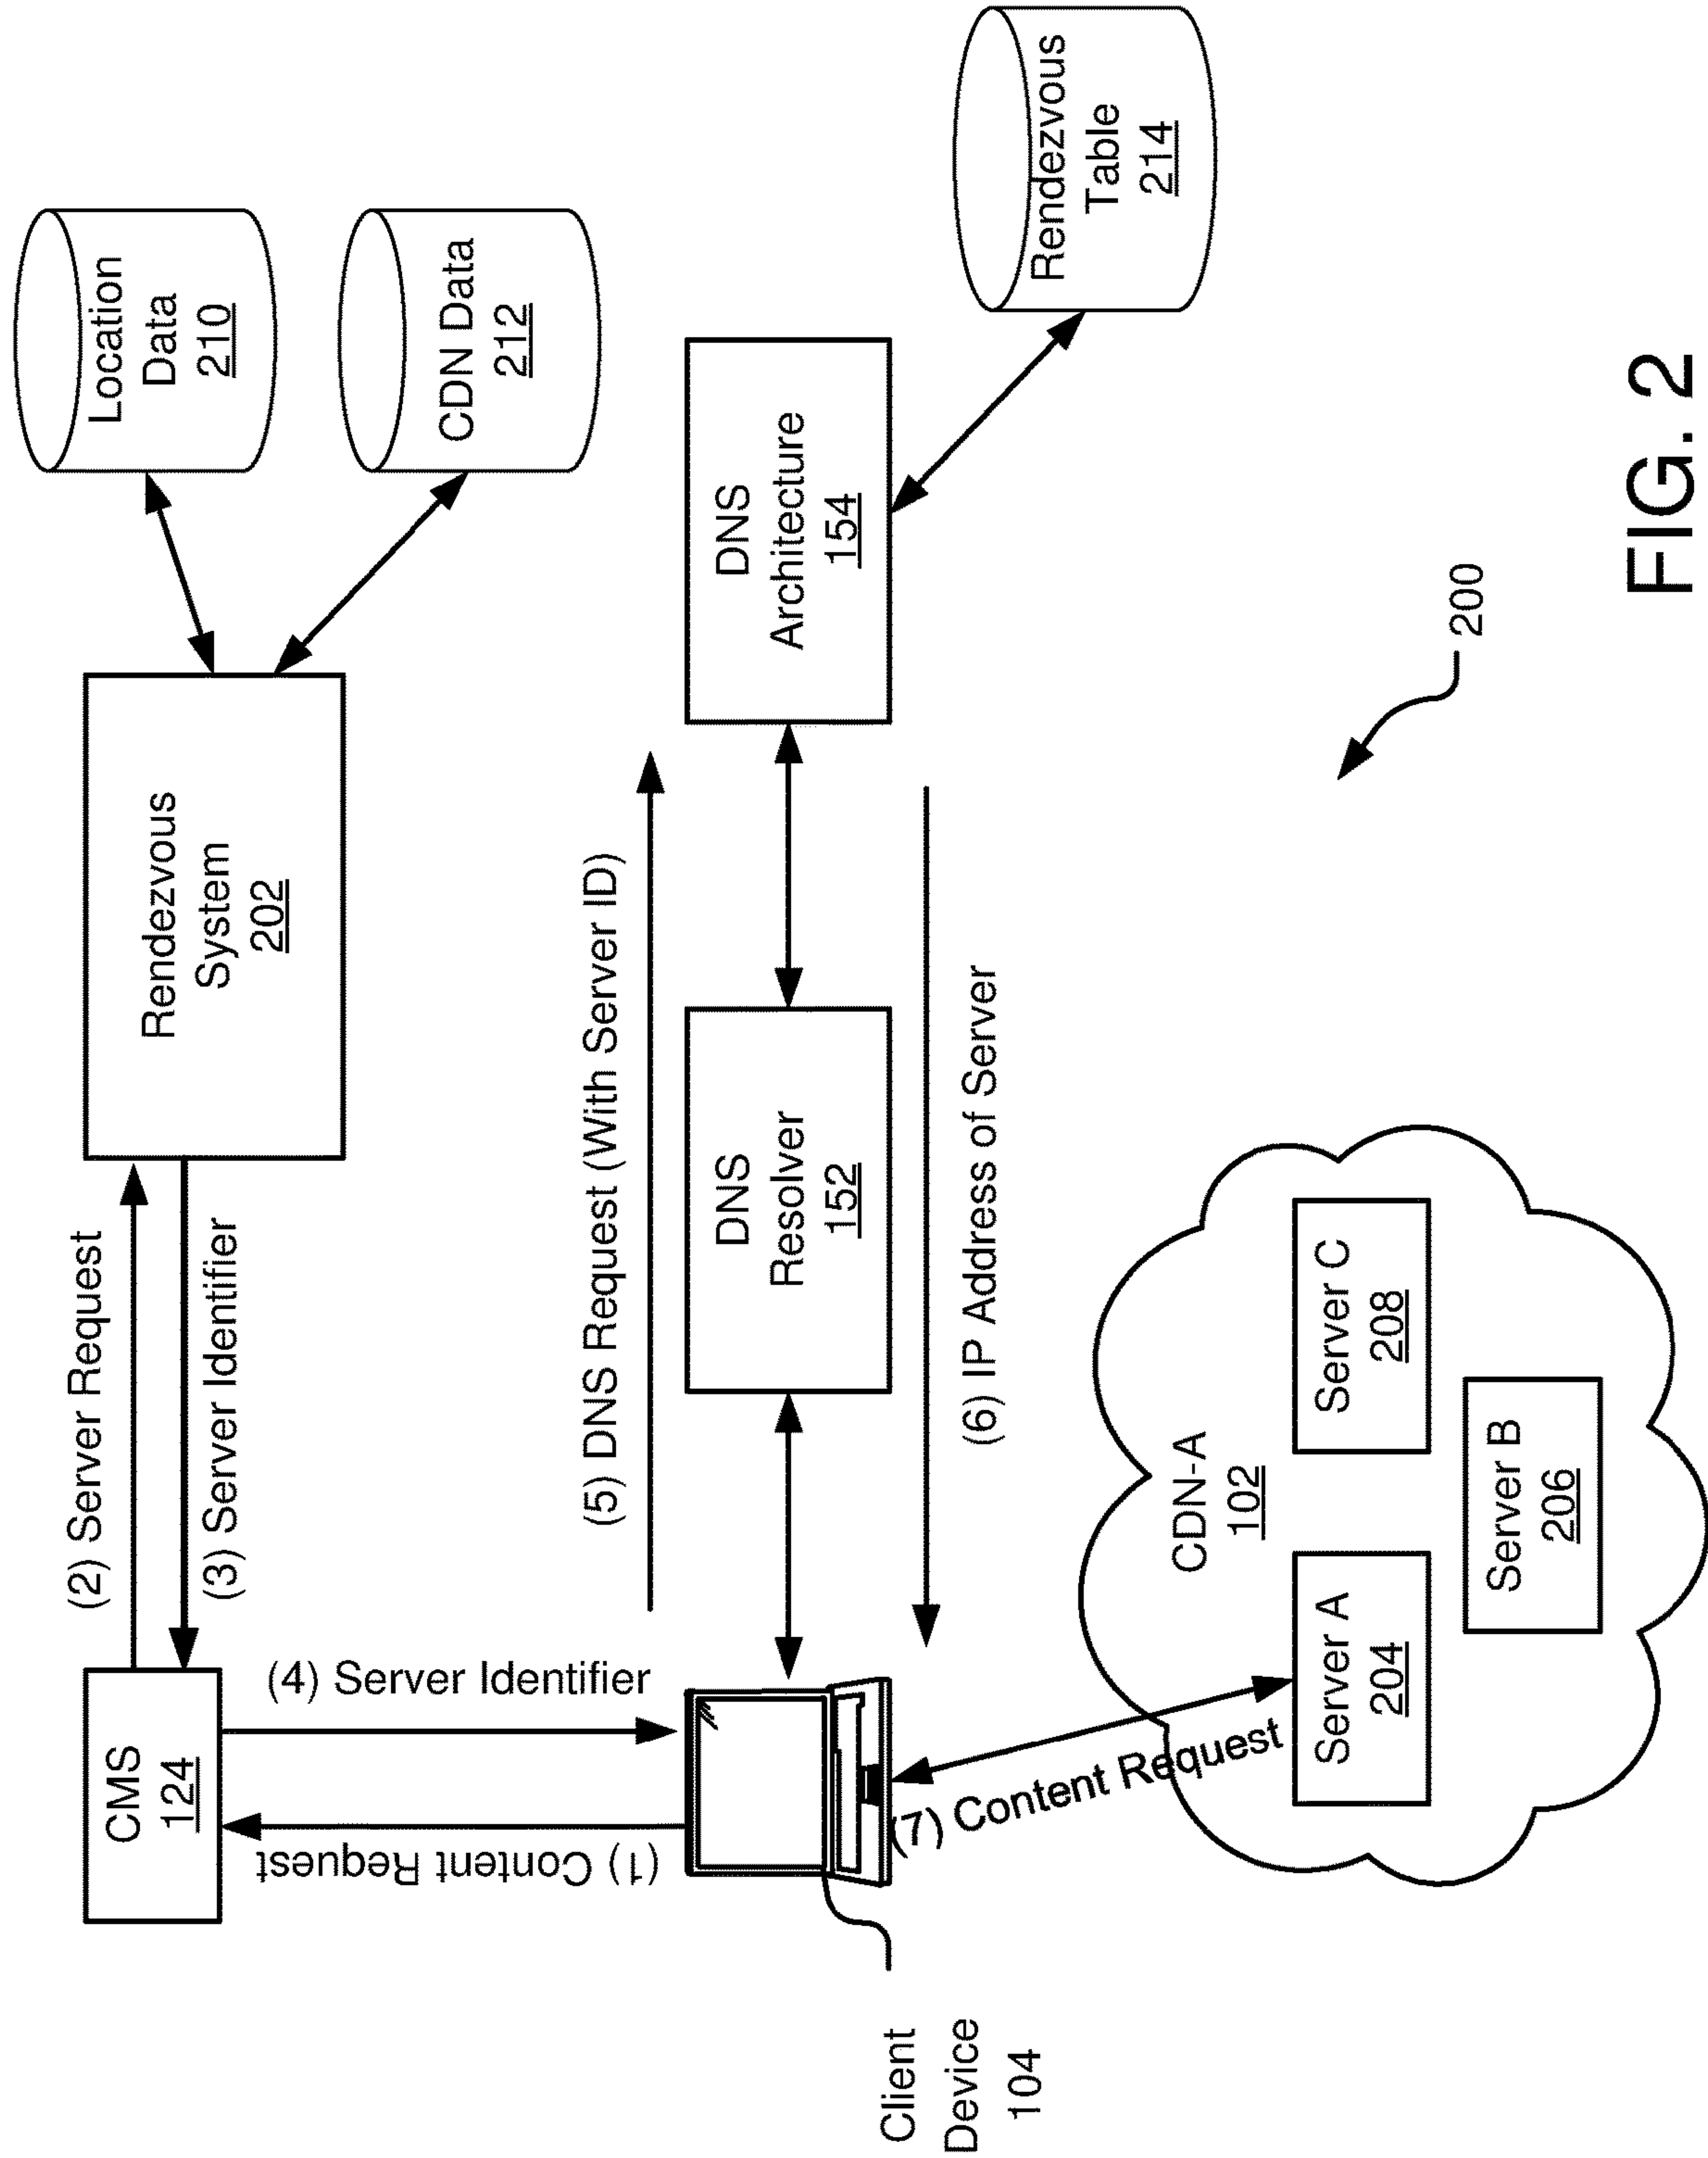 (2) Server Request
(3) Server Identifier
CMS
124
Rendezvous
System
202
Location
Data
210
CDN Data
212
(1) Content Request
(4) Server Identifier
(5) DNS Request (With Server ID)
DNS
Resolver
152
DNS
Architecture
154
(6) IP Address of Server
Rendezvous
Table
214
Client
Device
104
(7) Content Request
CDN-A
102
Server A
204
Server C
208
Server B
206
200
FIG. 2